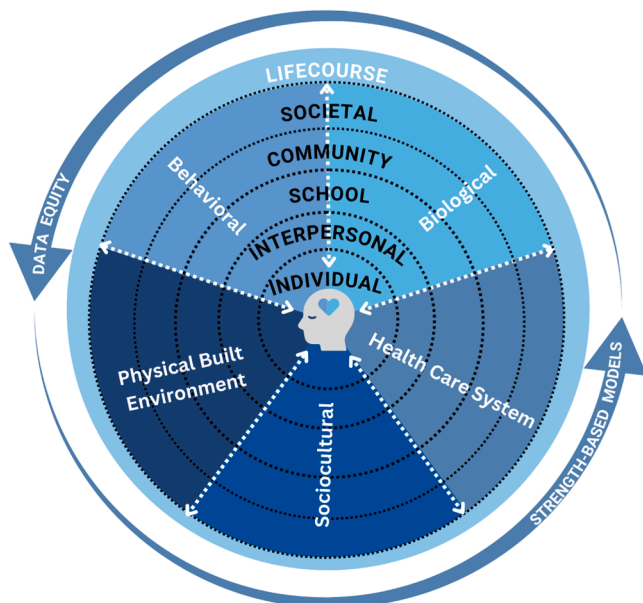 LIFECOURSE
SOCIETAL
COMMUNITY
SCHOOL
INTERPERSONAL
INDIVIDUAL
Behavioral
Biological
DATA EQUITY
Physical Built
Environment
Health Care System
Sociocultural
STRENGTH-BASED MODELS